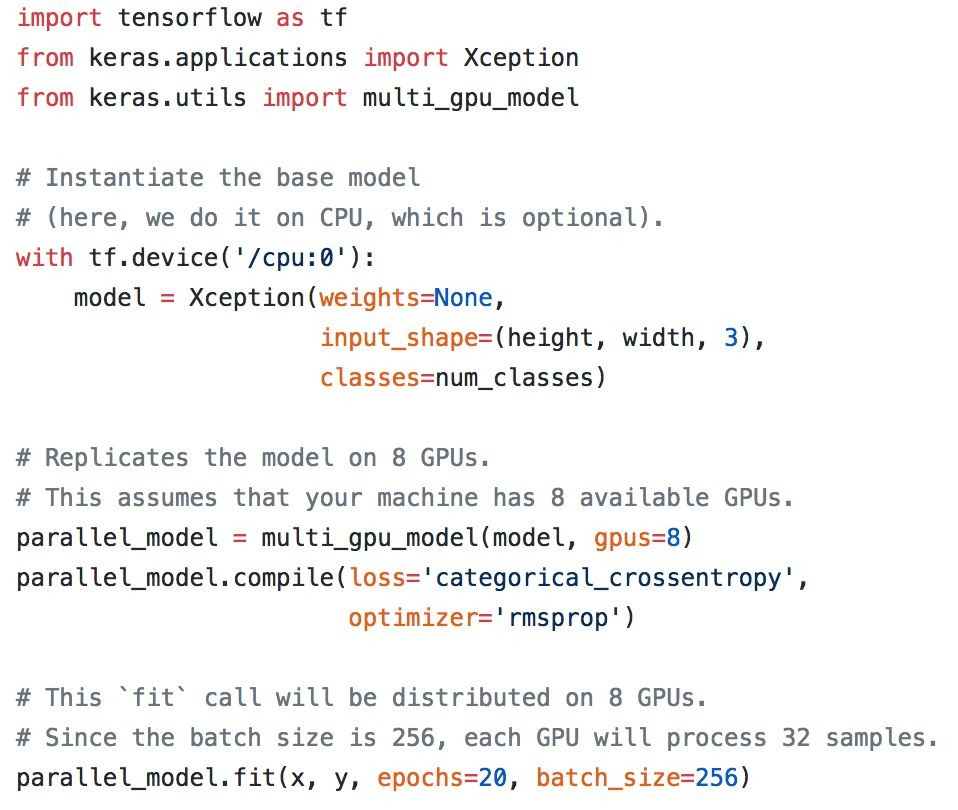 import tensorflow as tf
from keras.applications import Xception
from keras.utils import multi_gpu_model

# Instantiate the base model
# (here, we do it on CPU, which is optional).
with tf.device('/cpu:0'):
    model = Xception(weights=None,
                     input_shape=(height, width, 3),
                     classes=num_classes)

# Replicates the model on 8 GPUs.
# This assumes that your machine has 8 available GPUs.
parallel_model = multi_gpu_model(model, gpus=8)
parallel_model.compile(loss='categorical_crossentropy',
                       optimizer='rmsprop')

# This `fit` call will be distributed on 8 GPUs.
# Since the batch size is 256, each GPU will process 32 samples.
parallel_model.fit(x, y, epochs=20, batch_size=256)